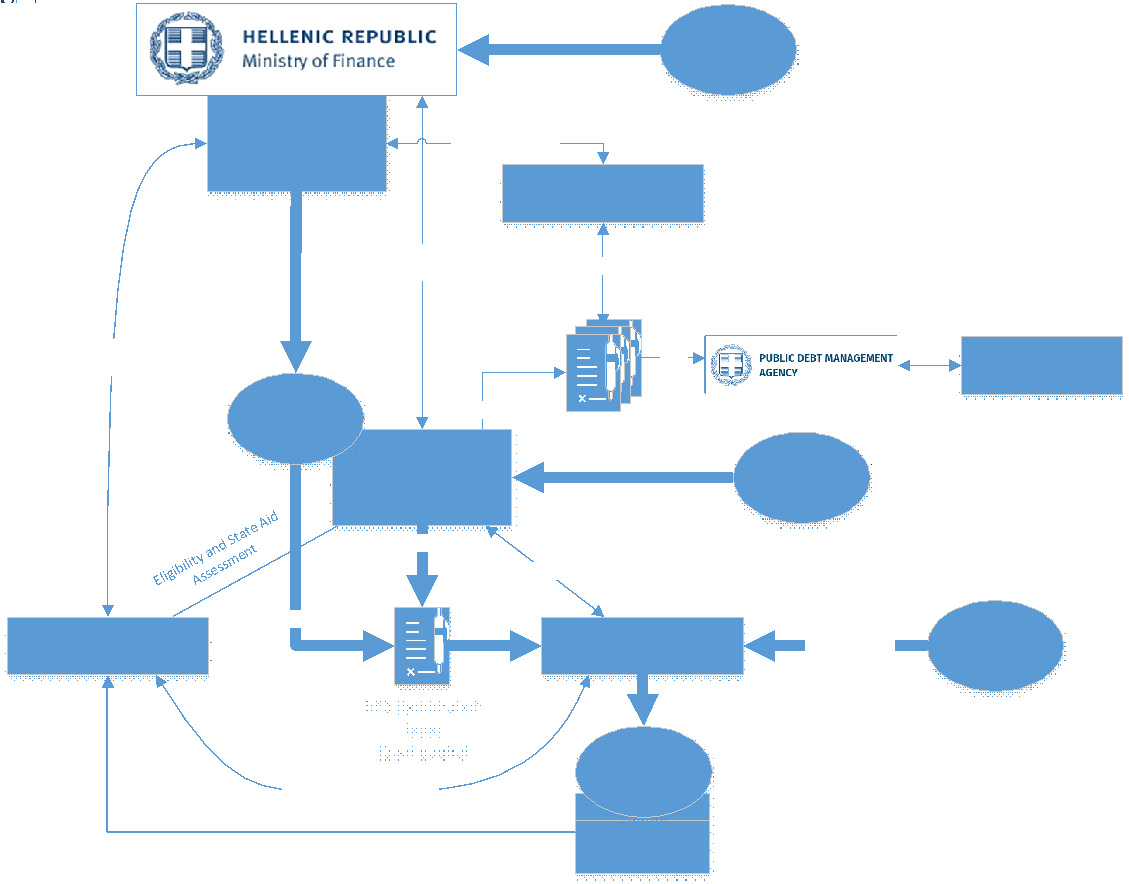 HELLENIC REPUBLIC
Ministry of Finance
PUBLIC DEBT MANAGEMENT
AGENCY
Eligibility and State Aid
Assessment